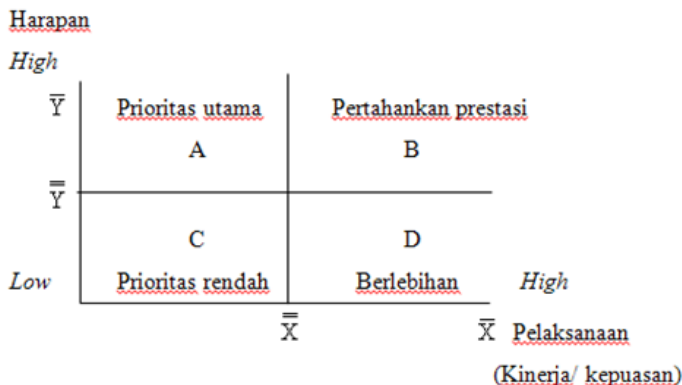 Harapan
High
Y̅ Prioritas utama Pertahankan prestasi
A B
Y̿
C D
Low Prioritas rendah Berlebihan High
X̿ X̅ Pelaksanaan
(Kinerja/ kepuasan)